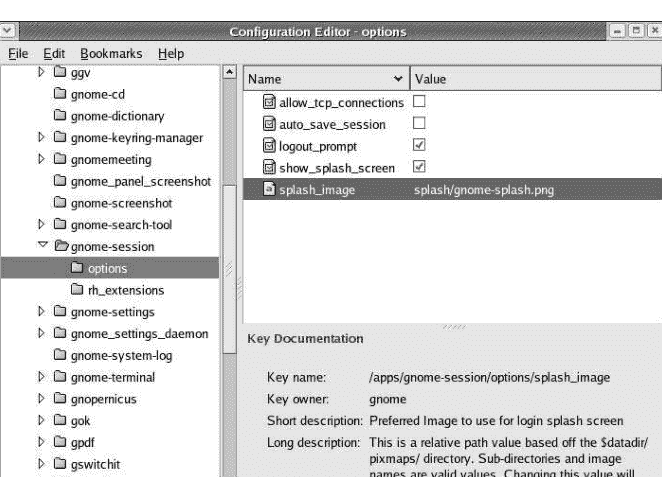 Configuration Editor - options
File Edit Bookmarks Help
ggv
gnome-cd
gnome-dictionary
gnome-keyring-manager
gnomemeeting
gnome_panel_screenshot
gnome-screenshot
gnome-search-tool
gnome-session
options
rh_extensions
gnome-settings
gnome_settings_daemon
gnome-system-log
gnome-terminal
gnopernicus
gok
gpdf
gswitchit
Name Value
allow_tcp_connections
auto_save_session
logout_prompt
show_splash_screen
splash_image splash/gnome-splash.png
Key Documentation
Key name: /apps/gnome-session/options/splash_image
Key owner: gnome
Short description: Preferred Image to use for login splash screen
Long description: This is a relative path value based off the $datadir/
pixmaps/ directory. Sub-directories and image
names are valid values. Changing this value will